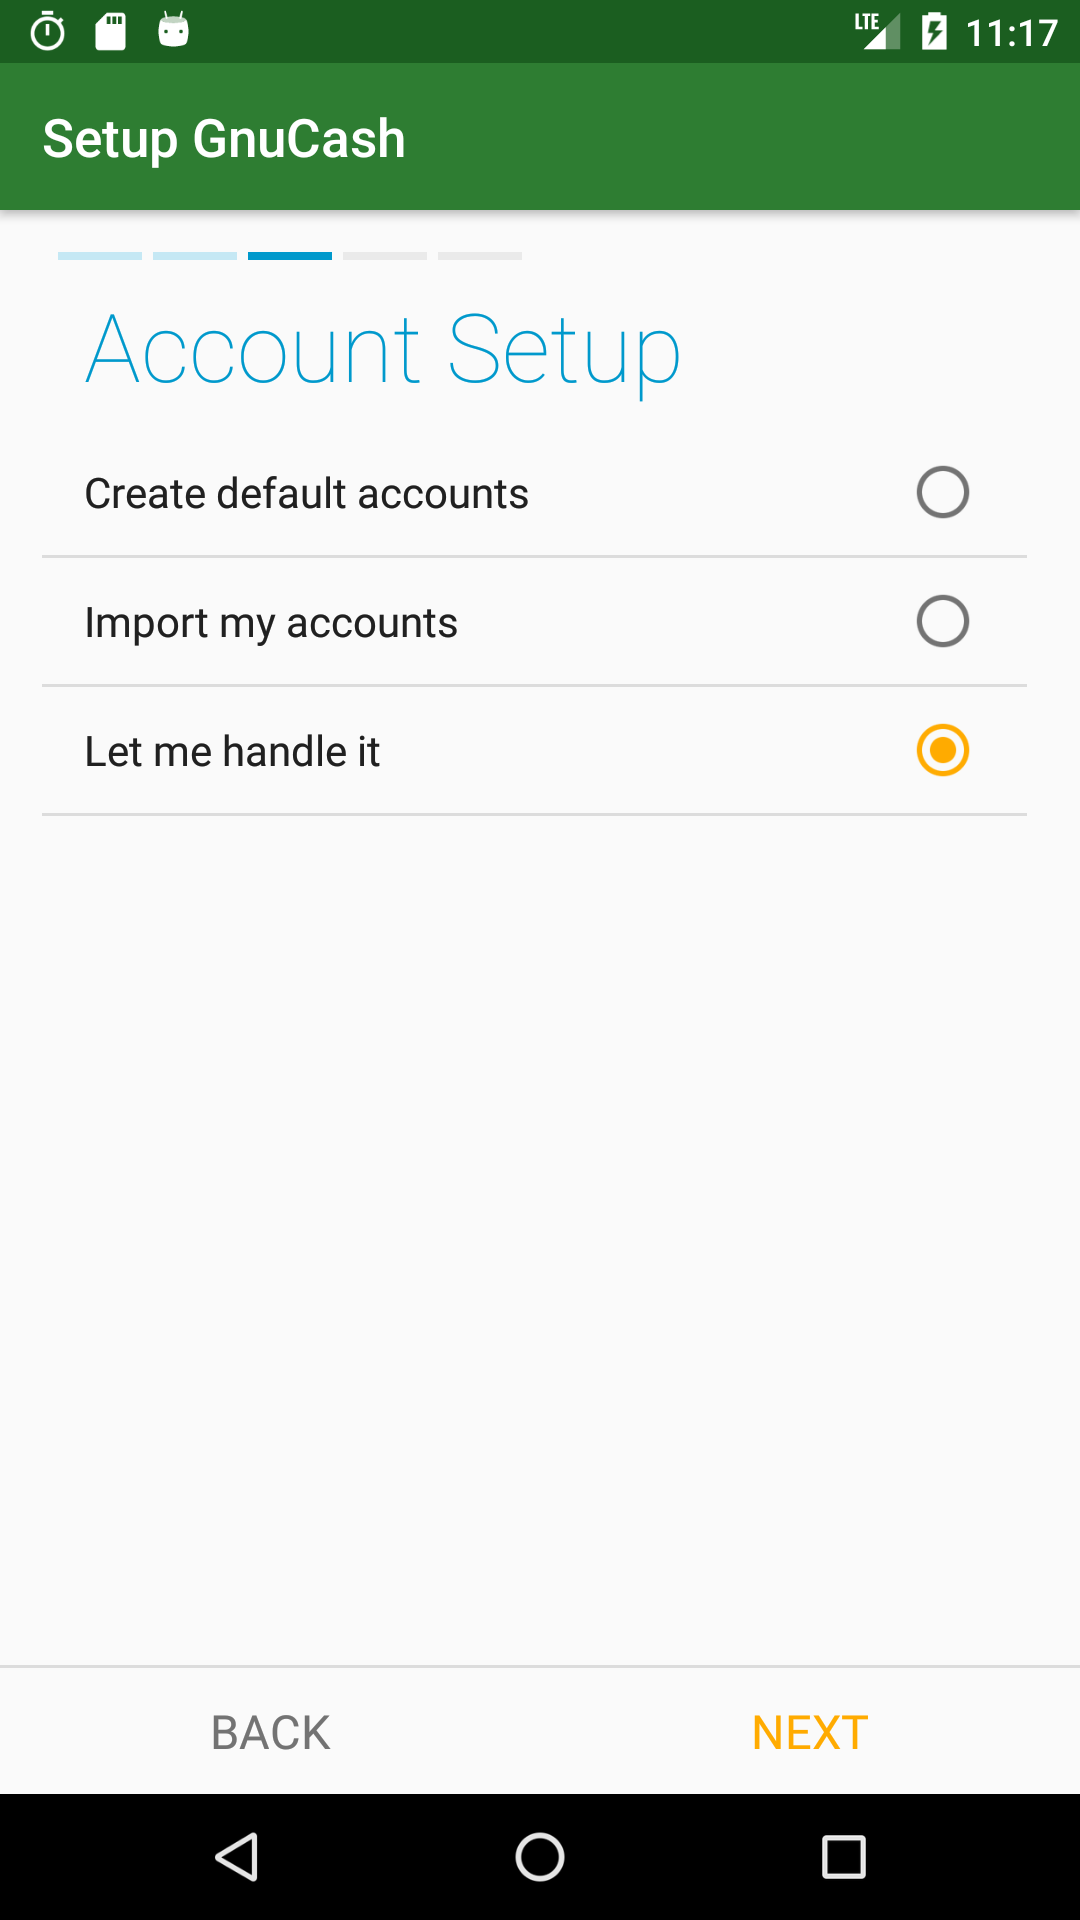 LTE 11:17
Setup GnuCash
Account Setup
Create default accounts
Import my accounts
Let me handle it
BACK NEXT